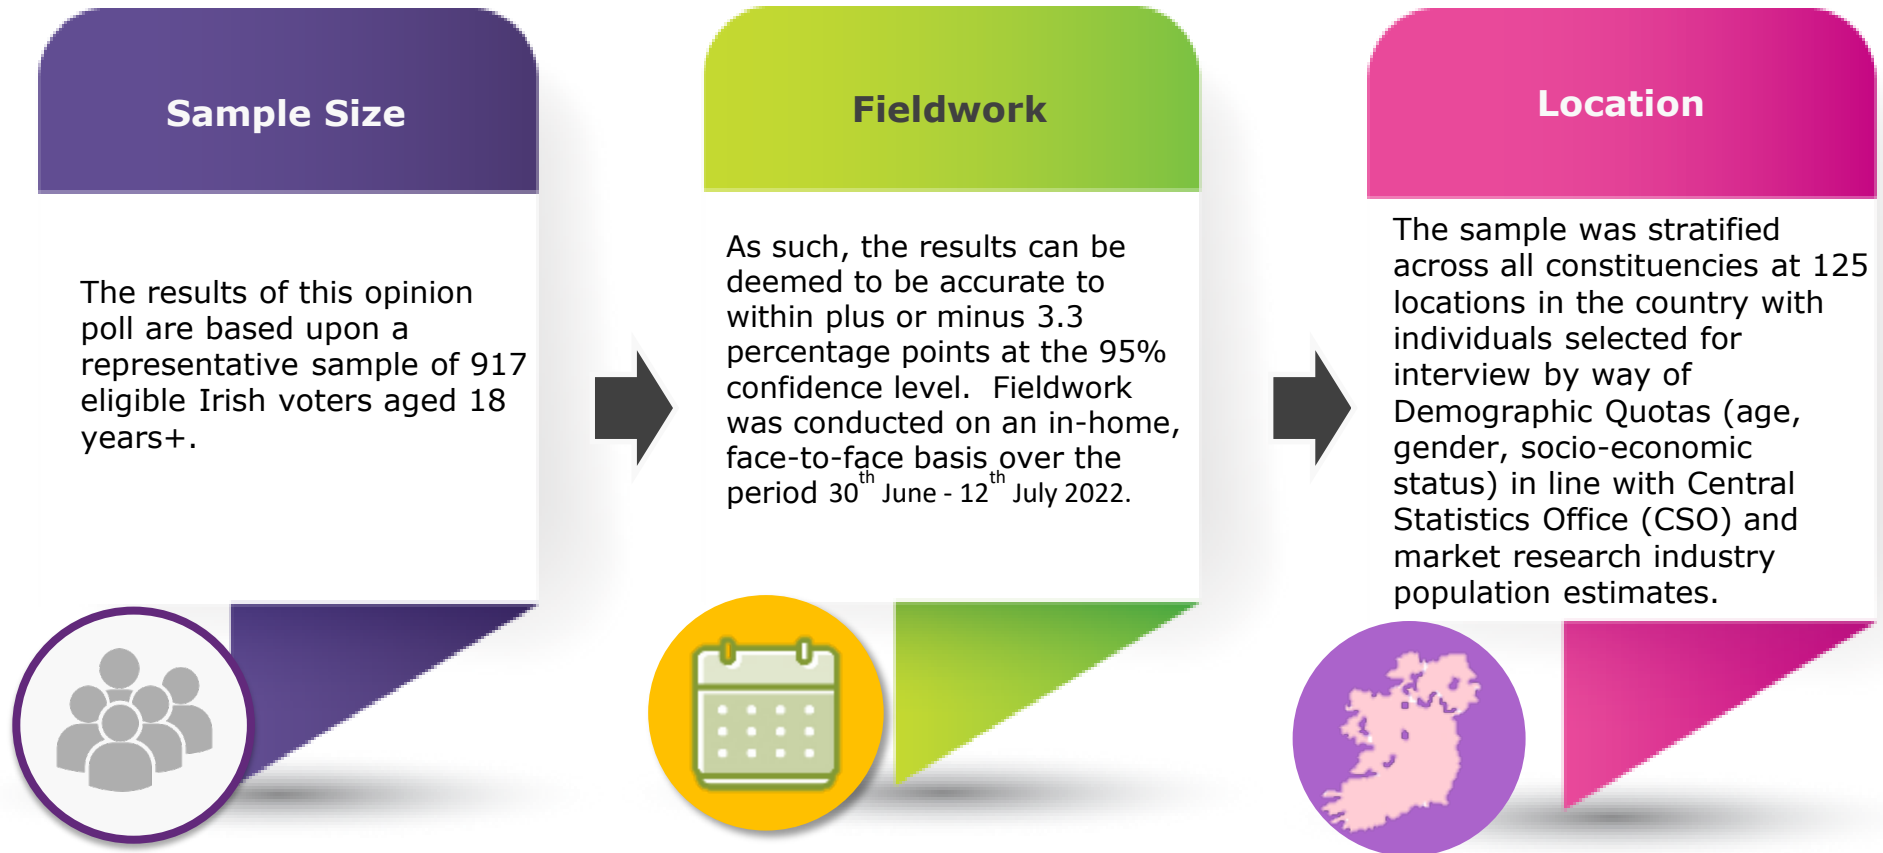 Sample Size
The results of this opinion
poll are based upon a
representative sample of 917
eligible Irish voters aged 18
years+.
Fieldwork
As such, the results can be
deemed to be accurate to
within plus or minus 3.3
percentage points at the 95%
confidence level.  Fieldwork
was conducted on an in-home,
face-to-face basis over the
period 30th June - 12th July 2022.
Location
The sample was stratified
across all constituencies at 125
locations in the country with
individuals selected for
interview by way of
Demographic Quotas (age,
gender, socio-economic
status) in line with Central
Statistics Office (CSO) and
market research industry
population estimates.